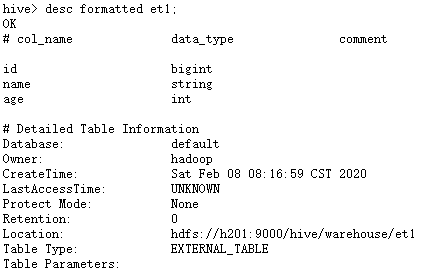 hive> desc formatted et1;
OK
# col_name data_type comment
id bigint
name string
age int
# Detailed Table Information
Database: default
Owner: hadoop
CreateTime: Sat Feb 08 08:16:59 CST 2020
LastAccessTime: UNKNOWN
Protect Mode: None
Retention: 0
Location: hdfs://h201:9000/hive/warehouse/et1
Table Type: EXTERNAL_TABLE
Table Parameters: